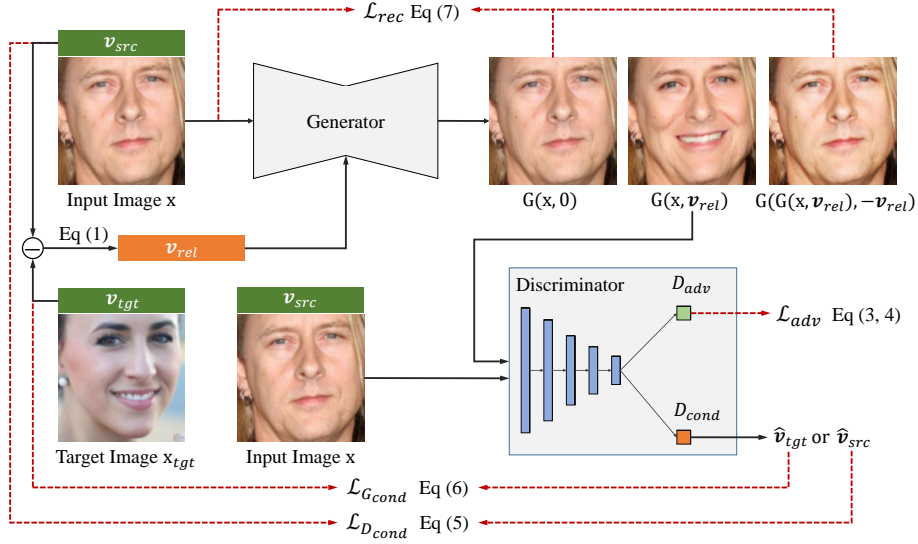 ℒ_rec Eq (7)
v_src
Generator
Input Image x
G(x, 0)
G(x, v_rel)
G(G(x, v_rel), −v_rel)
Eq (1)
−
v_rel
v_tgt
v_src
Discriminator
D_adv
ℒ_adv Eq (3, 4)
D_cond
v̂_tgt or v̂_src
Target Image x_tgt
Input Image x
ℒ_G_cond Eq (6)
ℒ_D_cond Eq (5)